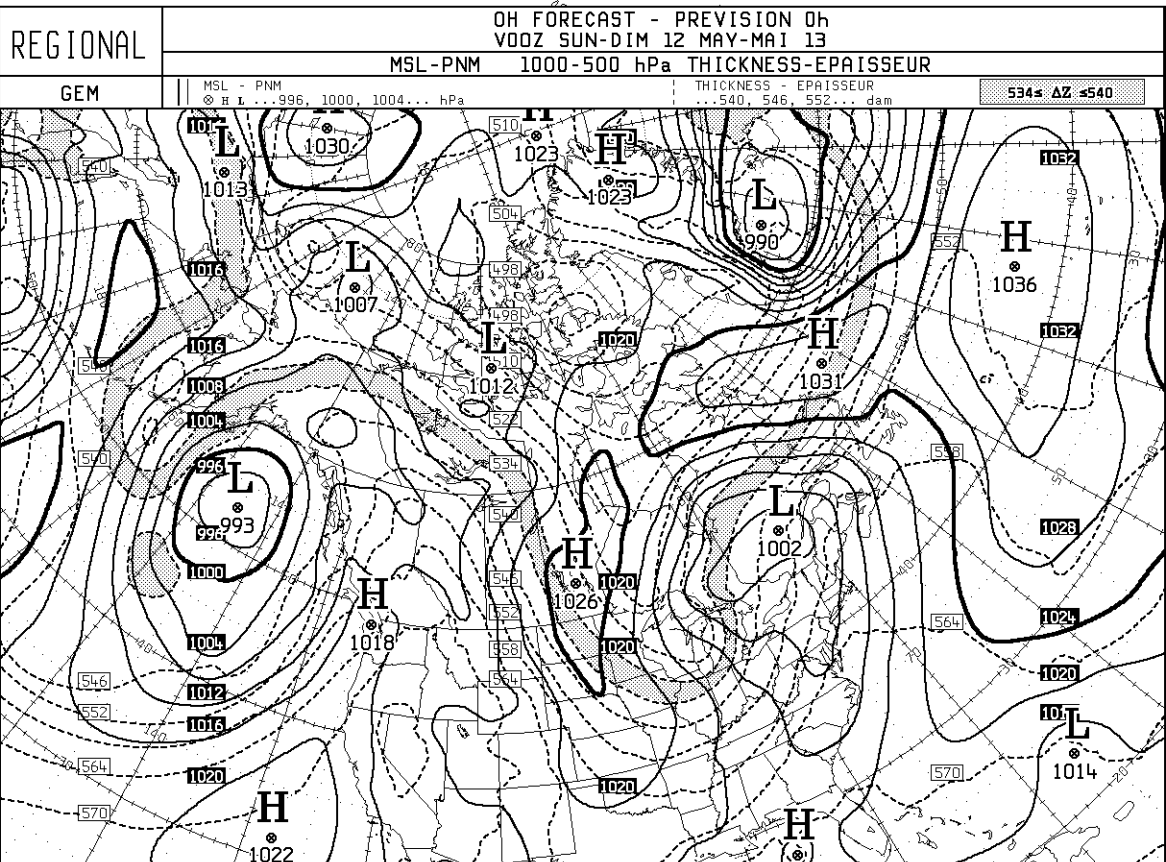 REGIONAL
0H FORECAST - PREVISION 0h
V00Z SUN-DIM 12 MAY-MAI 13
MSL-PNM 1000-500 hPa THICKNESS-EPAISSEUR
GEM
MSL - PNM
⊗ H L ...996, 1000, 1004... hPa
THICKNESS - EPAISSEUR
...540, 546, 552... dam
534≤ ΔZ ≤540
L
1013
1030
510
H
1023
H
1023
L
990
1032
H
1036
540
504
552
1016
L
1007
498
498
1020
L
1012
H
1031
1032
1016
1008
1004
522
534
540
558
996
L
993
996
1000
540
L
1002
1028
H
1026
1020
546
552
558
564
H
1018
1004
1020
564
1024
546
552
1012
1016
1020
L
1014
564
1020
1020
570
570
H
1022
H